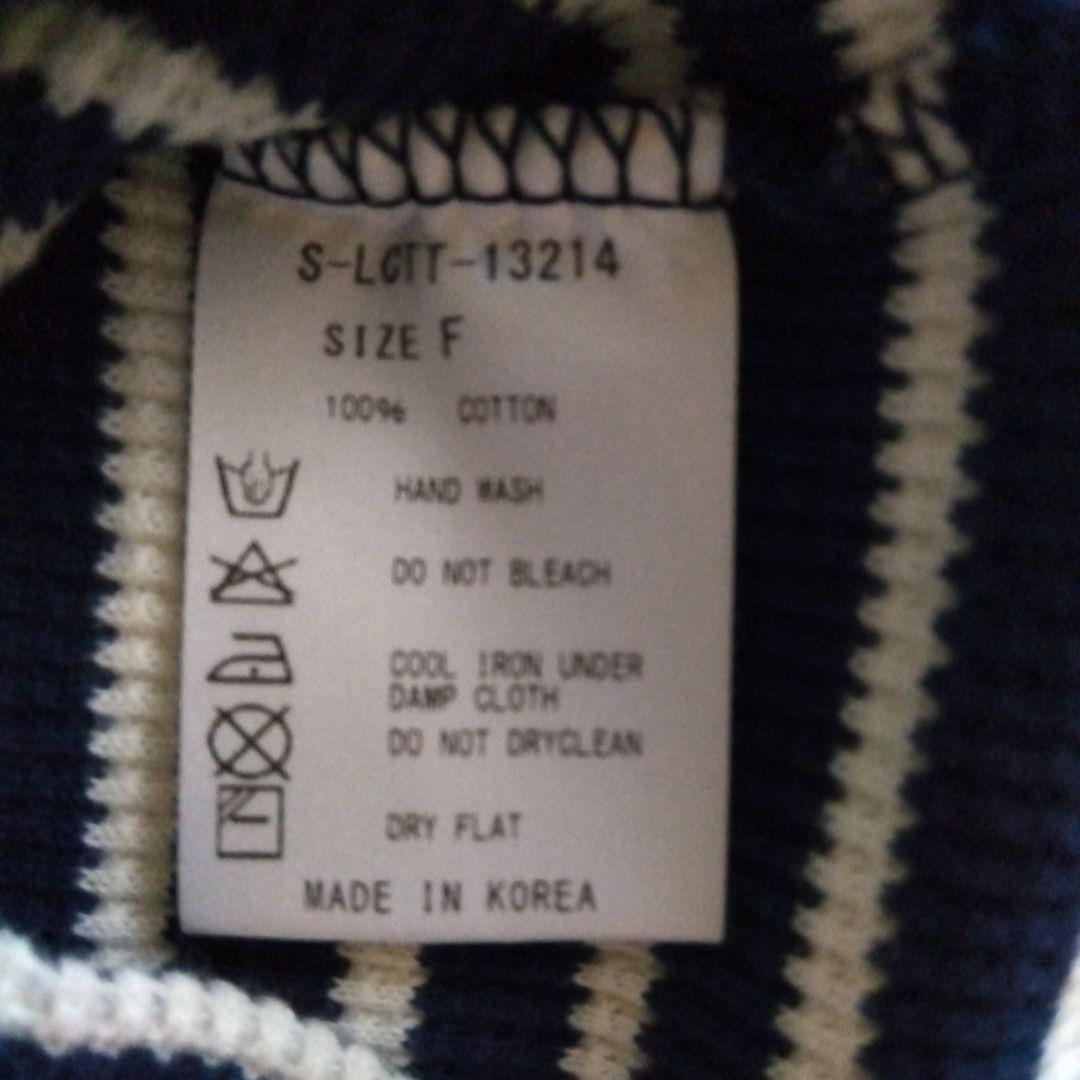 S-LCTT-13214
SIZE F
100% COTTON
HAND WASH
DO NOT BLEACH
COOL IRON UNDER
DAMP CLOTH
DO NOT DRYCLEAN
DRY FLAT
MADE IN KOREA